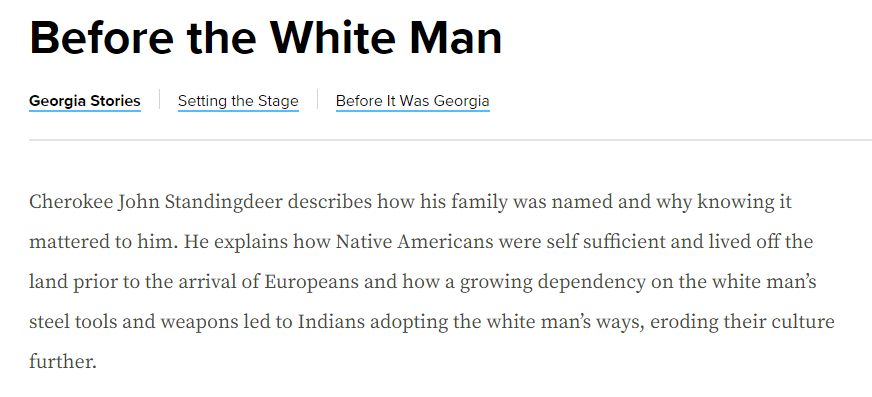 Before the White Man
Georgia Stories
Setting the Stage
Before It Was Georgia
Cherokee John Standingdeer describes how his family was named and why knowing it
mattered to him. He explains how Native Americans were self sufficient and lived off the
land prior to the arrival of Europeans and how a growing dependency on the white man’s
steel tools and weapons led to Indians adopting the white man’s ways, eroding their culture
further.